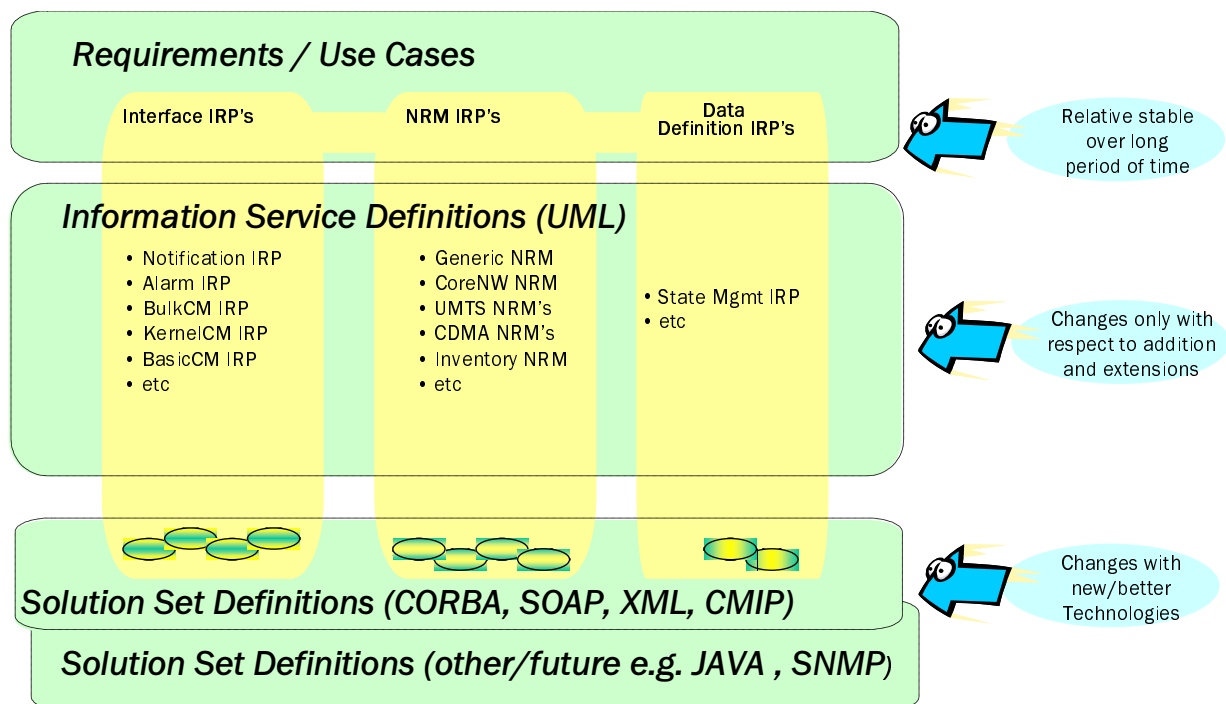 Requirements / Use Cases
Interface IRP's
NRM IRP's
Data
Definition IRP's
Relative stable
over long
period of time
Information Service Definitions (UML)
• Notification IRP
• Alarm IRP
• BulkCM IRP
• KernelCM IRP
• BasicCM IRP
• etc
• Generic NRM
• CoreNW NRM
• UMTS NRM's
• CDMA NRM's
• Inventory NRM
• etc
• State Mgmt IRP
• etc
Changes only with
respect to addition
and extensions
Solution Set Definitions (CORBA, SOAP, XML, CMIP)
Changes with
new/better
Technologies
Solution Set Definitions (other/future e.g. JAVA , SNMP)